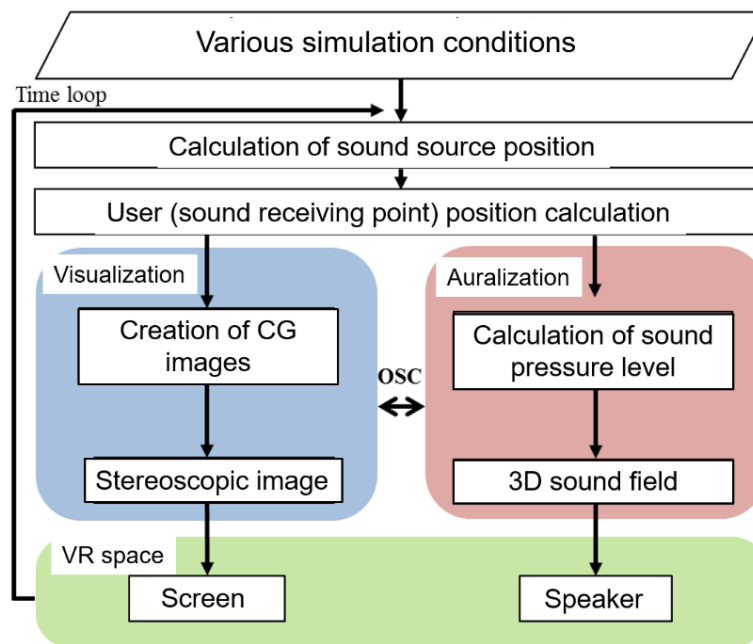 Various simulation conditions
Time loop
Calculation of sound source position
User (sound receiving point) position calculation
Visualization
Auralization
Creation of CG
images
Calculation of sound
pressure level
OSC
Stereoscopic image
3D sound field
VR space
Screen
Speaker